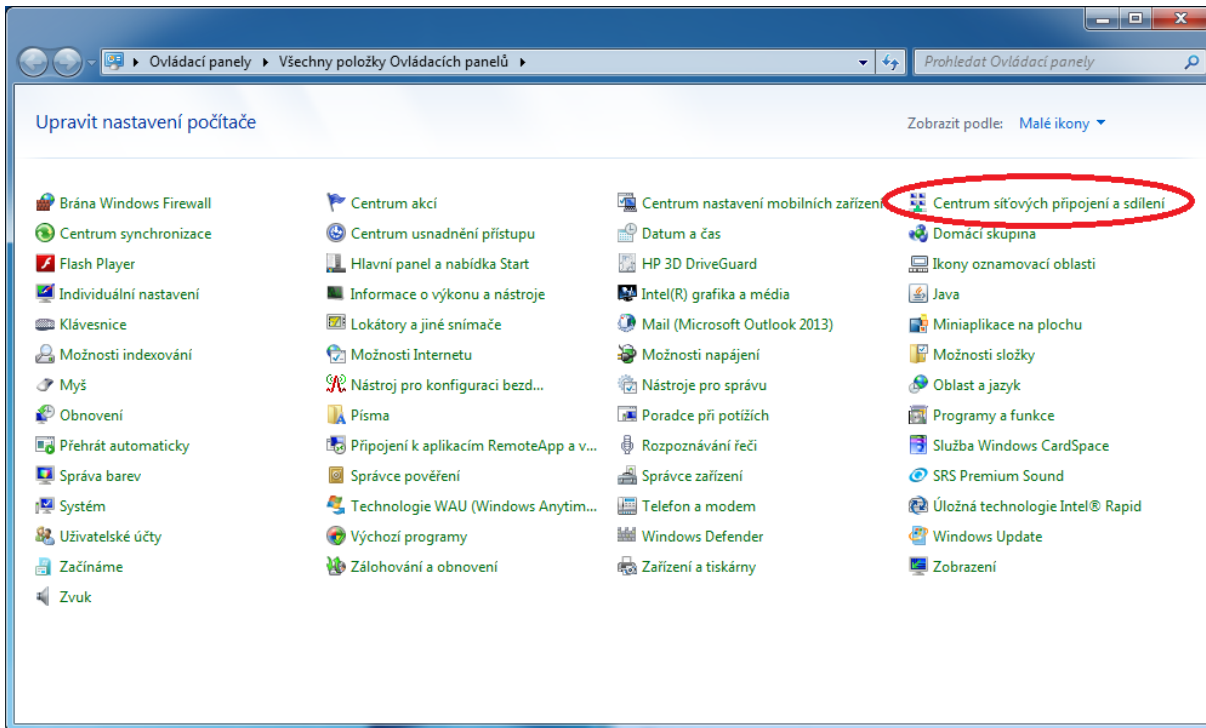 Ovládací panely Všechny položky Ovládacích panelů Prohledat Ovládací panely
Upravit nastavení počítače Zobrazit podle: Malé ikony
Brána Windows Firewall Centrum akcí Centrum nastavení mobilních zařízení Centrum síťových připojení a sdílení
Centrum synchronizace Centrum usnadnění přístupu Datum a čas Domácí skupina
Flash Player Hlavní panel a nabídka Start HP 3D DriveGuard Ikony oznamovací oblasti
Individuální nastavení Informace o výkonu a nástroje Intel(R) grafika a média Java
Klávesnice Lokátory a jiné snímače Mail (Microsoft Outlook 2013) Miniaplikace na plochu
Možnosti indexování Možnosti Internetu Možnosti napájení Možnosti složky
Myš Nástroj pro konfiguraci bezd... Nástroje pro správu Oblast a jazyk
Obnovení Písma Poradce při potížích Programy a funkce
Přehrát automaticky Připojení k aplikacím RemoteApp a v... Rozpoznávání řeči Služba Windows CardSpace
Správa barev Správce pověření Správce zařízení SRS Premium Sound
Systém Technologie WAU (Windows Anytim... Telefon a modem Úložná technologie Intel® Rapid
Uživatelské účty Výchozí programy Windows Defender Windows Update
Začínáme Zálohování a obnovení Zařízení a tiskárny Zobrazení
Zvuk